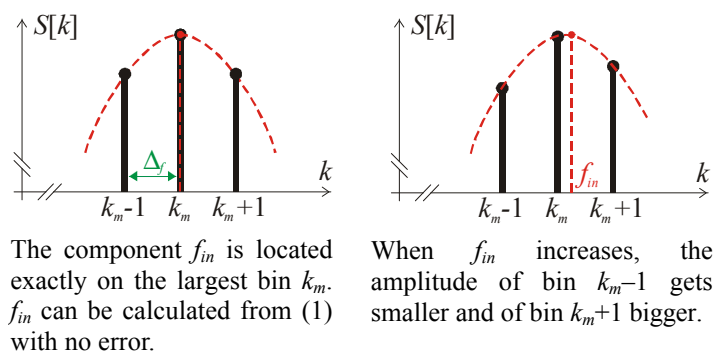 S[k]
Δf
k
km-1 km km+1
The component fin is located
exactly on the largest bin km.
fin can be calculated from (1)
with no error.
S[k]
fin
k
km-1 km km+1
When fin increases, the
amplitude of bin km–1 gets
smaller and of bin km+1 bigger.